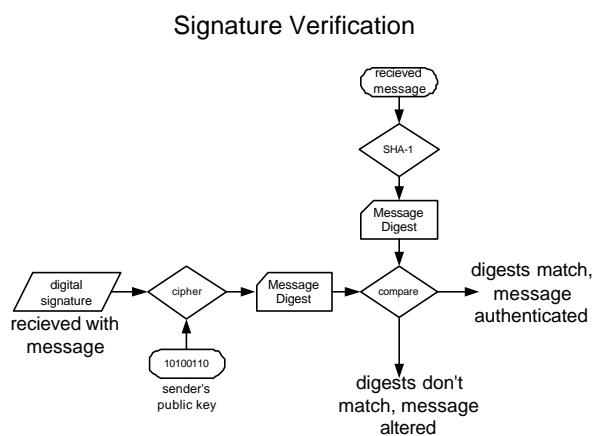 Signature Verification
recieved
message
SHA-1
Message
Digest
digital
signature
recieved with
message
cipher
10100110
sender's
public key
Message
Digest
compare
digests match,
message
authenticated
digests don't
match, message
altered